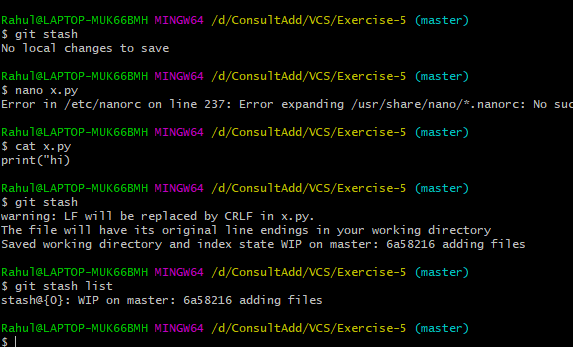 Rahul@LAPTOP-MUK66BMH MINGW64 /d/ConsultAdd/VCS/Exercise-5 (master)
$ git stash
No local changes to save
Rahul@LAPTOP-MUK66BMH MINGW64 /d/ConsultAdd/VCS/Exercise-5 (master)
$ nano x.py
Error in /etc/nanorc on line 237: Error expanding /usr/share/nano/*.nanorc: No suc
Rahul@LAPTOP-MUK66BMH MINGW64 /d/ConsultAdd/VCS/Exercise-5 (master)
$ cat x.py
print("hi)
Rahul@LAPTOP-MUK66BMH MINGW64 /d/ConsultAdd/VCS/Exercise-5 (master)
$ git stash
warning: LF will be replaced by CRLF in x.py.
The file will have its original line endings in your working directory
Saved working directory and index state WIP on master: 6a58216 adding files
Rahul@LAPTOP-MUK66BMH MINGW64 /d/ConsultAdd/VCS/Exercise-5 (master)
$ git stash list
stash@{0}: WIP on master: 6a58216 adding files
Rahul@LAPTOP-MUK66BMH MINGW64 /d/ConsultAdd/VCS/Exercise-5 (master)
$